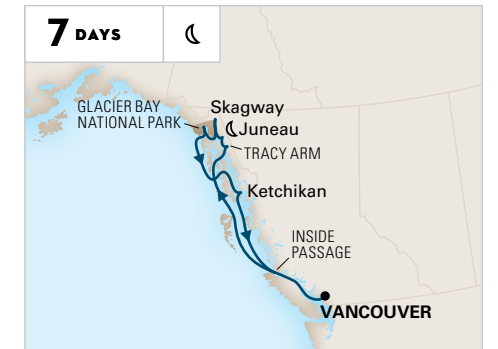 7 DAYS
GLACIER BAY
NATIONAL PARK
Skagway
Juneau
TRACY ARM
Ketchikan
INSIDE
PASSAGE
VANCOUVER